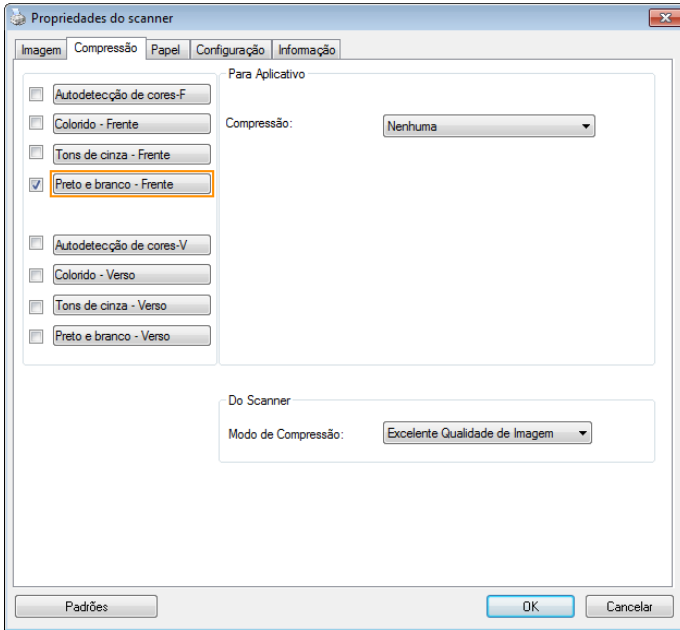 Propriedades do scanner
Imagem Compressão Papel Configuração Informação
Autodetecção de cores-F
Colorido - Frente
Tons de cinza - Frente
Preto e branco - Frente
Autodetecção de cores-V
Colorido - Verso
Tons de cinza - Verso
Preto e branco - Verso
Para Aplicativo
Compressão: Nenhuma
Do Scanner
Modo de Compressão: Excelente Qualidade de Imagem
Padrões OK Cancelar